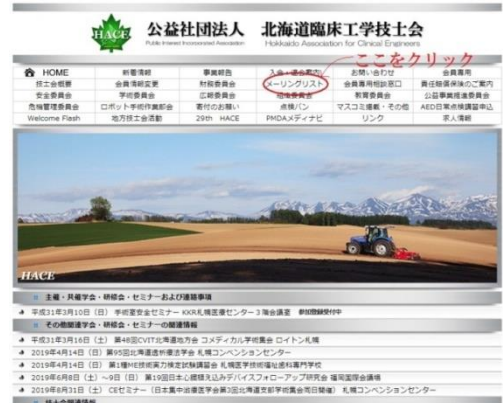 HACE
公益社団法人 北海道臨床工学技士会
Public Interest Incorporated Association Hokkaido Association for Clinical Engineers
ここをクリック
HOME 新着情報 事業報告 入会・退会案内 お問い合わせ 会員専用
技士会概要 会員情報変更 財務委員会 メーリングリスト 会員専用相談窓口 責任賠償保険のご案内
安全委員会 学術委員会 広報委員会 委員会 教育委員会 公益事業推進委員会
危機管理委員会 ロボット手術作業部会 寄付のお願い 点検バン マスコミ掲載・その他 AED日常点検講習申込
Welcome Flash 地方技士会活動 29th HACE PMDAメディナビ リンク 求人情報
HACE
主催・共催学会・研修会・セミナーおよび連絡事項
平成31年3月10日（日） 手術室安全セミナー KKR札幌医療センター３階会議室 参加登録受付中
その他関連学会・研修会・セミナーの関連情報
平成31年3月16日（土） 第48回CVIT北海道地方会 コメディカル学術集会 ロイトン札幌
2019年4月14日（日） 第95回北海道透析療法学会 札幌コンベンションセンター
2019年4月14日（日） 第1種ME技術実力検定試験講習会 札幌医学技術福祉歯科専門学校
2019年6月8日（土）～9日（日） 第19回日本心臓植込みデバイスフォローアップ研究会 福岡国際会議場
2019年8月31日（土） CEセミナー（日本集中治療医学会第3回北海道支部学術集会同日開催） 札幌コンベンションセンター